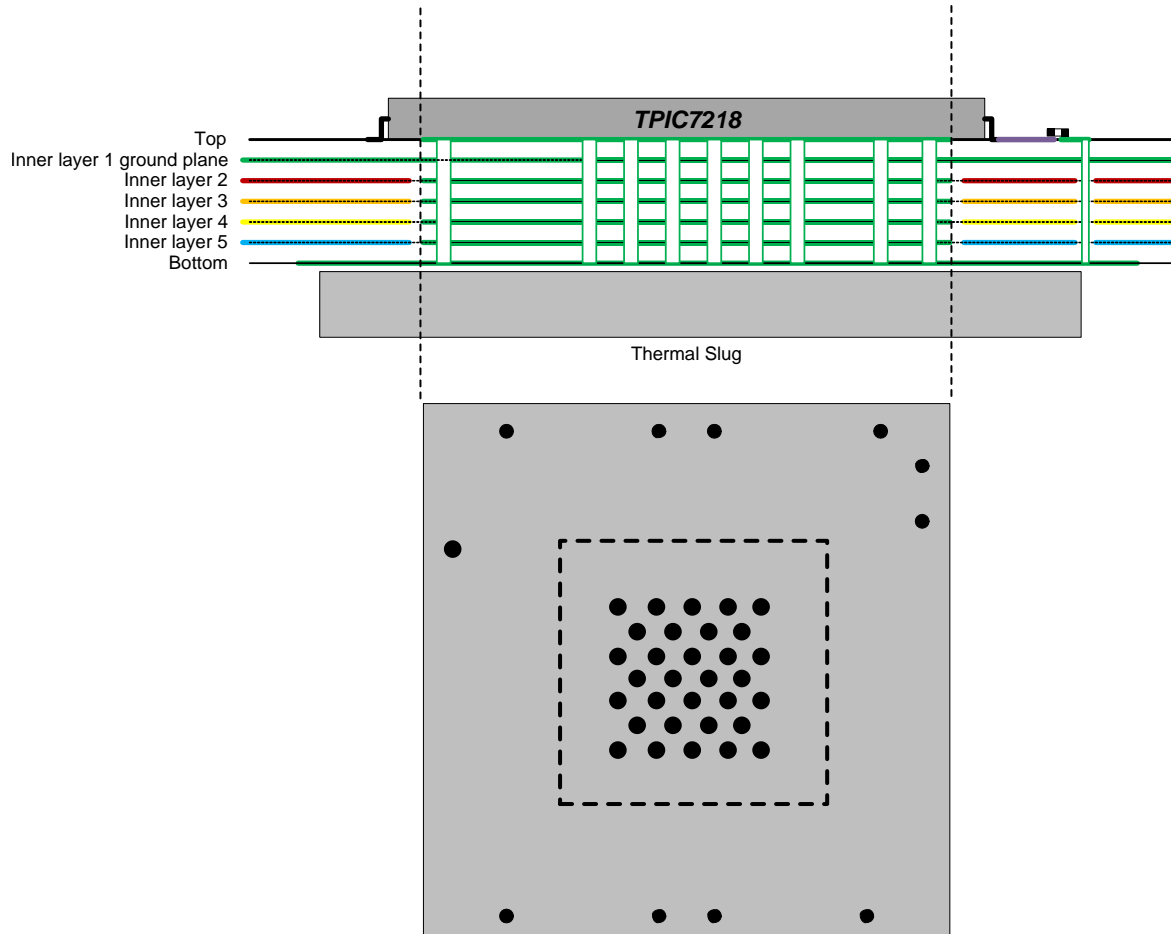 TPIC7218
Top
Inner layer 1 ground plane
Inner layer 2
Inner layer 3
Inner layer 4
Inner layer 5
Bottom
Thermal Slug